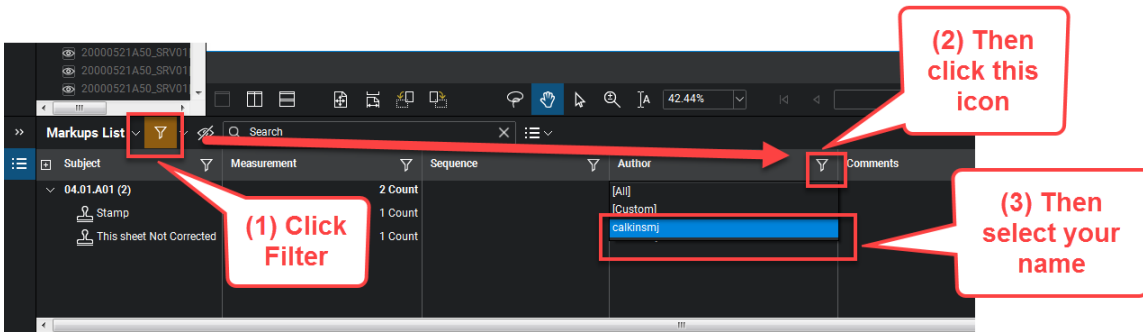 20000521A50_SRV01
20000521A50_SRV01
20000521A50_SRV01
42.44%
(2) Then
click this
icon
Markups List
Search
Subject
Measurement
Sequence
Author
Comments
04.01.A01 (2)
2 Count
[All]
Stamp
1 Count
[Custom]
This sheet Not Corrected
1 Count
calkinsmj
(1) Click
Filter
(3) Then
select your
name